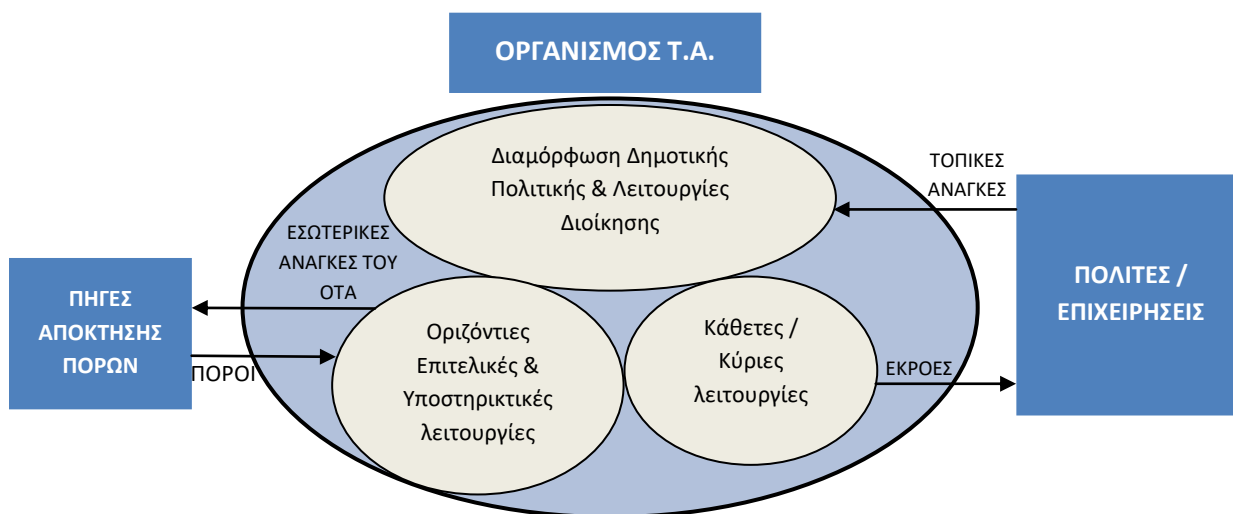 ΟΡΓΑΝΙΣΜΟΣ Τ.Α.
Διαμόρφωση Δημοτικής
Πολιτικής & Λειτουργίες
Διοίκησης
ΤΟΠΙΚΕΣ
ΑΝΑΓΚΕΣ
ΕΣΩΤΕΡΙΚΕΣ
ΑΝΑΓΚΕΣ ΤΟΥ
ΟΤΑ
ΠΗΓΕΣ
ΑΠΟΚΤΗΣΗΣ
ΠΟΡΩΝ
ΠΟΡΟΙ
Οριζόντιες
Επιτελικές &
Υποστηρικτικές
λειτουργίες
Κάθετες /
Κύριες
λειτουργίες
ΕΚΡΟΕΣ
ΠΟΛΙΤΕΣ /
ΕΠΙΧΕΙΡΗΣΕΙΣ